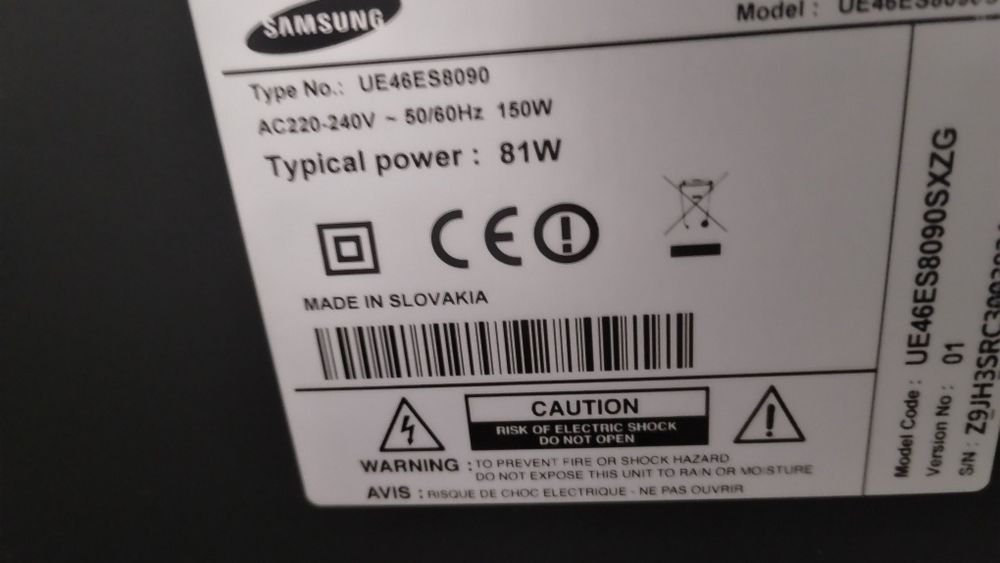 SAMSUNG
Model :
Type No.: UE46ES8090
AC220-240V ~ 50/60Hz 150W
Typical power : 81W
CE
MADE IN SLOVAKIA
CAUTION
RISK OF ELECTRIC SHOCK
DO NOT OPEN
WARNING : TO PREVENT FIRE OR SHOCK HAZARD
DO NOT EXPOSE THIS UNIT TO RAIN OR MOISTURE
AVIS : RISQUE DE CHOC ELECTRIQUE - NE PAS OUVRIR
Model Code : UE46ES8090SXZG
Version No : 01
S/N :